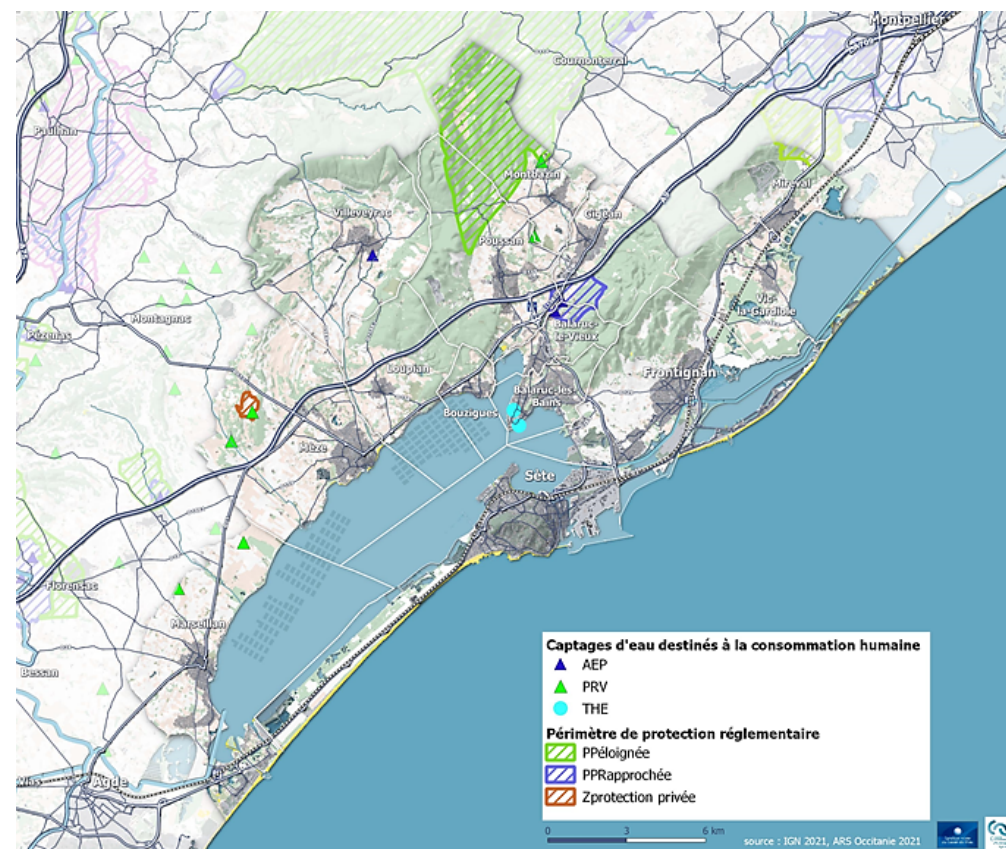 Montpellier
Cournonterral
Paulhan
Montbazin
Mireval
Villeveyrac
Gigean
Poussan
Vic-
la-Gardiole
Montagnac
Pézenas
Balaruc-
le-Vieux
Loupian
Frontignan
Balaruc-les
Bains
Bouzigues
Mèze
Sète
Florensac
Marseillan
Bessan
Vias
Agde
Captages d'eau destinés à la consommation humaine
AEP
PRV
THE
Périmètre de protection réglementaire
PPéloignée
PPRapprochée
Zprotection privée
0 3 6 km
source : IGN 2021, ARS Occitanie 2021